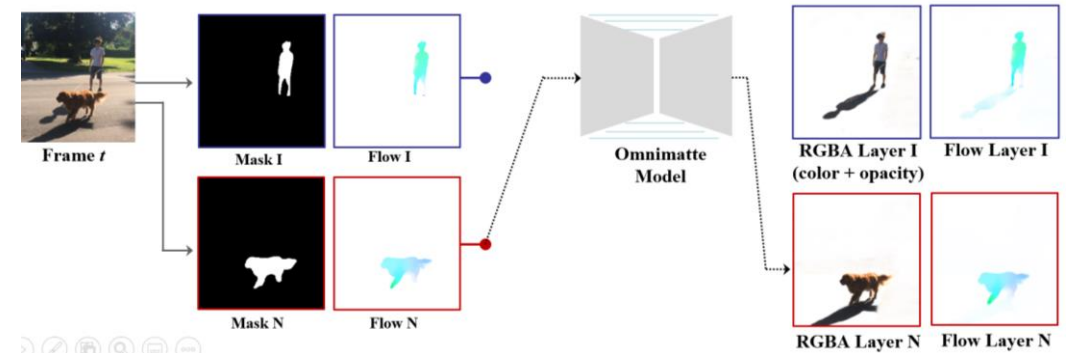 Frame t
Mask I
Flow I
Mask N
Flow N
Omnimatte
Model
RGBA Layer I
(color + opacity)
Flow Layer I
RGBA Layer N
Flow Layer N